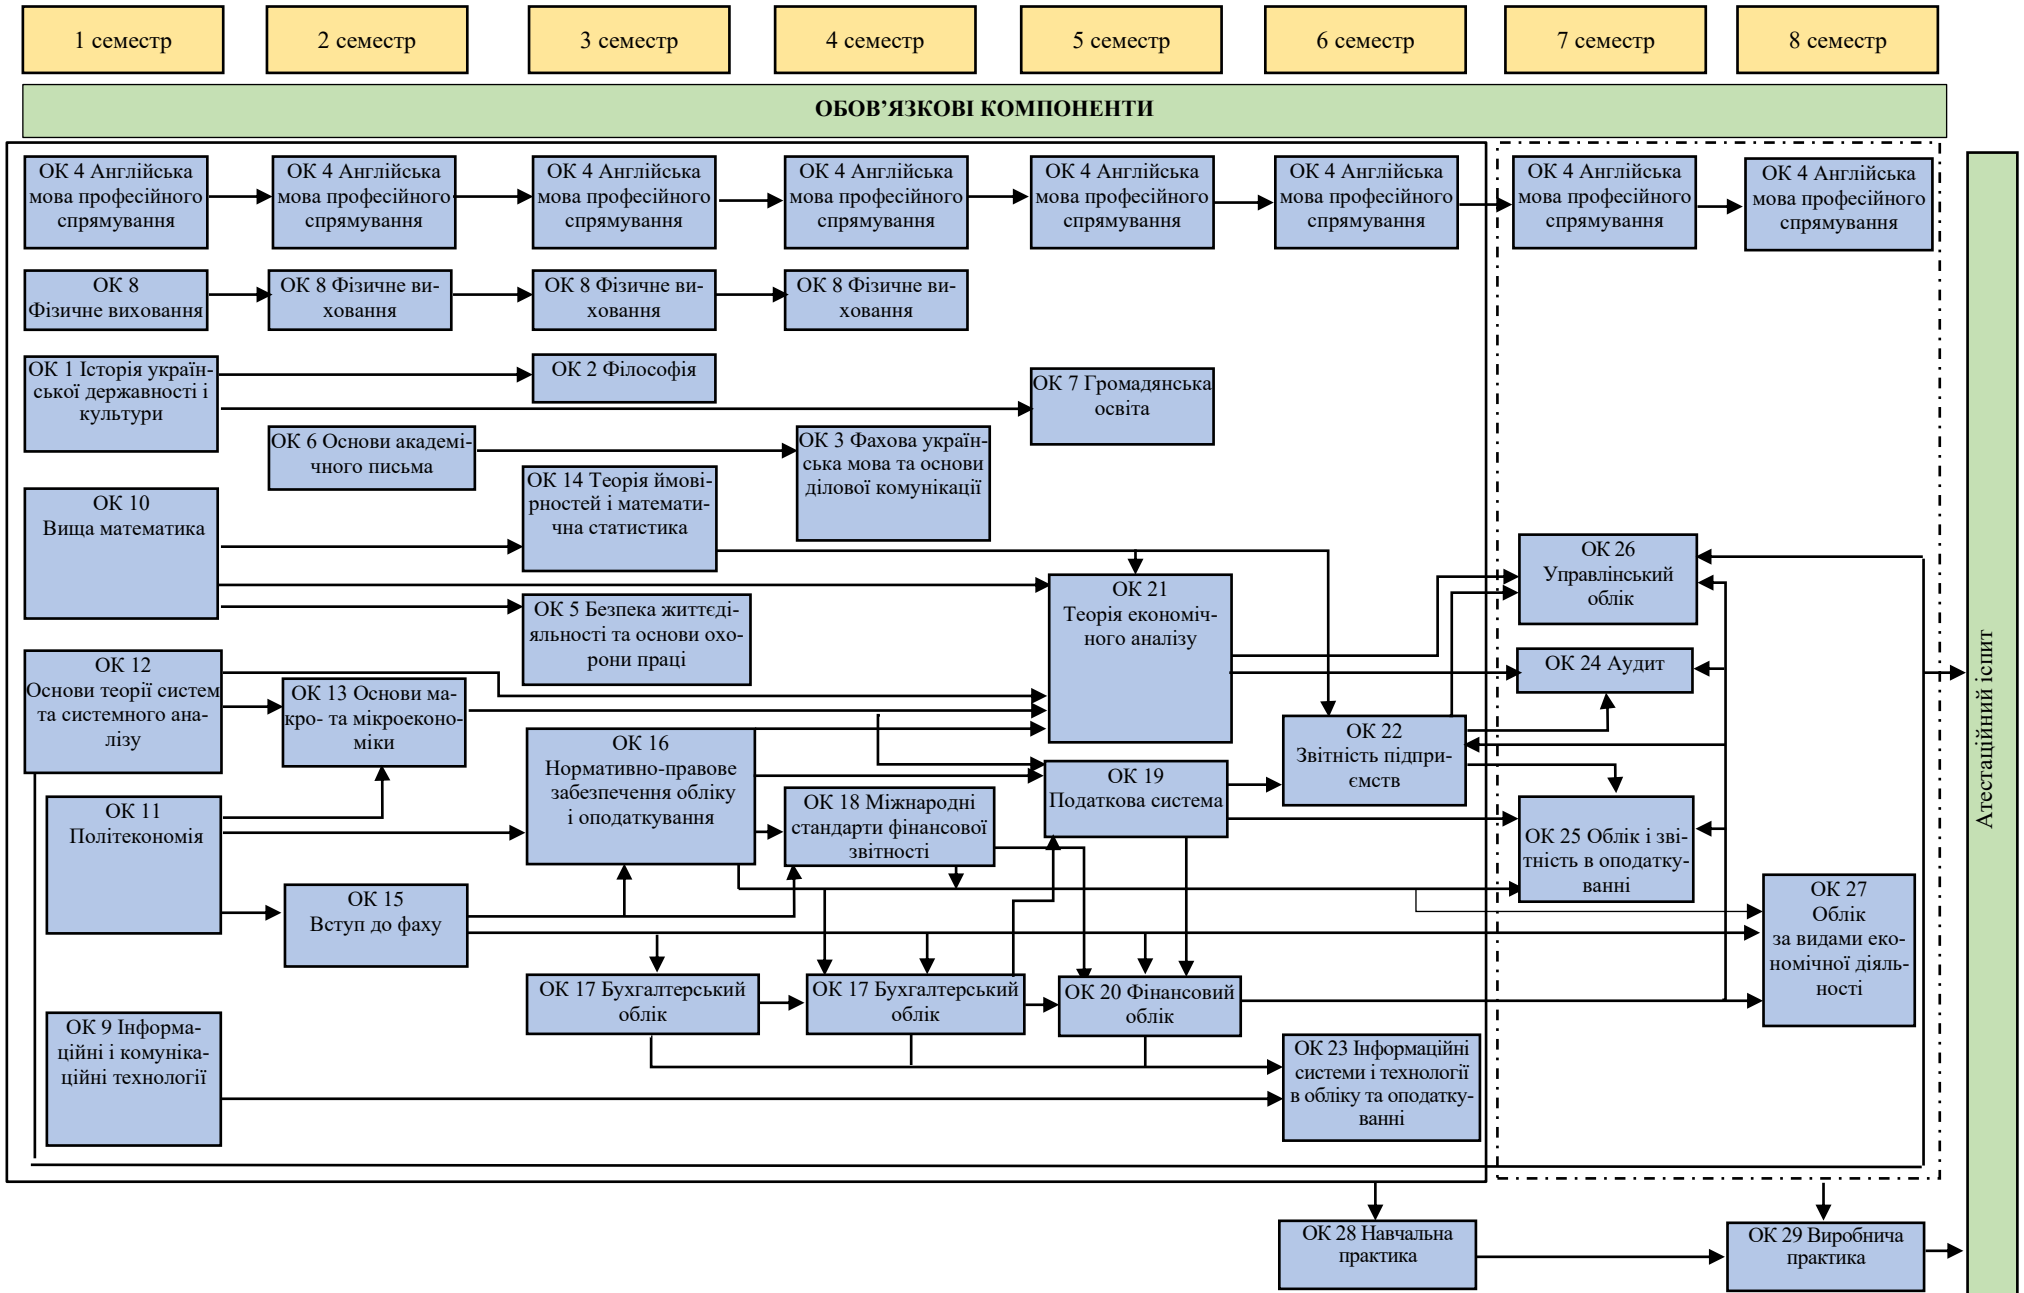 1 семестр
2 семестр
3 семестр
4 семестр
5 семестр
6 семестр
7 семестр
8 семестр
ОБОВ’ЯЗКОВІ КОМПОНЕНТИ
ОК 4 Англійська
мова професійного
спрямування
ОК 4 Англійська
мова професійного
спрямування
ОК 4 Англійська
мова професійного
спрямування
ОК 4 Англійська
мова професійного
спрямування
ОК 4 Англійська
мова професійного
спрямування
ОК 4 Англійська
мова професійного
спрямування
ОК 4 Англійська
мова професійного
спрямування
ОК 4 Англійська
мова професійного
спрямування
ОК 8
Фізичне виховання
ОК 8 Фізичне ви-
ховання
ОК 8 Фізичне ви-
ховання
ОК 8 Фізичне ви-
ховання
ОК 1 Історія україн-
ської державності і
культури
ОК 2 Філософія
ОК 7 Громадянська
освіта
ОК 6 Основи академі-
чного письма
ОК 3 Фахова україн-
ська мова та основи
ділової комунікації
ОК 10
Вища математика
ОК 14 Теорія ймові-
рностей і математи-
чна статистика
ОК 5 Безпека життєді-
яльності та основи охо-
рони праці
ОК 21
Теорія економіч-
ного аналізу
ОК 26
Управлінський
облік
ОК 24 Аудит
ОК 12
Основи теорії систем
та системного ана-
лізу
ОК 13 Основи ма-
кро- та мікроеконо-
міки
ОК 16
Нормативно-правове
забезпечення обліку
і оподаткування
ОК 22
Звітність підпри-
ємств
ОК 11
Політекономія
ОК 18 Міжнародні
стандарти фінансової
звітності
ОК 19
Податкова система
ОК 25 Облік і зві-
тність в оподатку-
ванні
ОК 15
Вступ до фаху
ОК 27
Облік
за видами еко-
номічної діяль-
ності
ОК 17 Бухгалтерський
облік
ОК 17 Бухгалтерський
облік
ОК 20 Фінансовий
облік
ОК 9 Інформа-
ційні і комуніка-
ційні технології
ОК 23 Інформаційні
системи і технології
в обліку та оподатку-
ванні
ОК 28 Навчальна
практика
ОК 29 Виробнича
практика
Атестаційний іспит